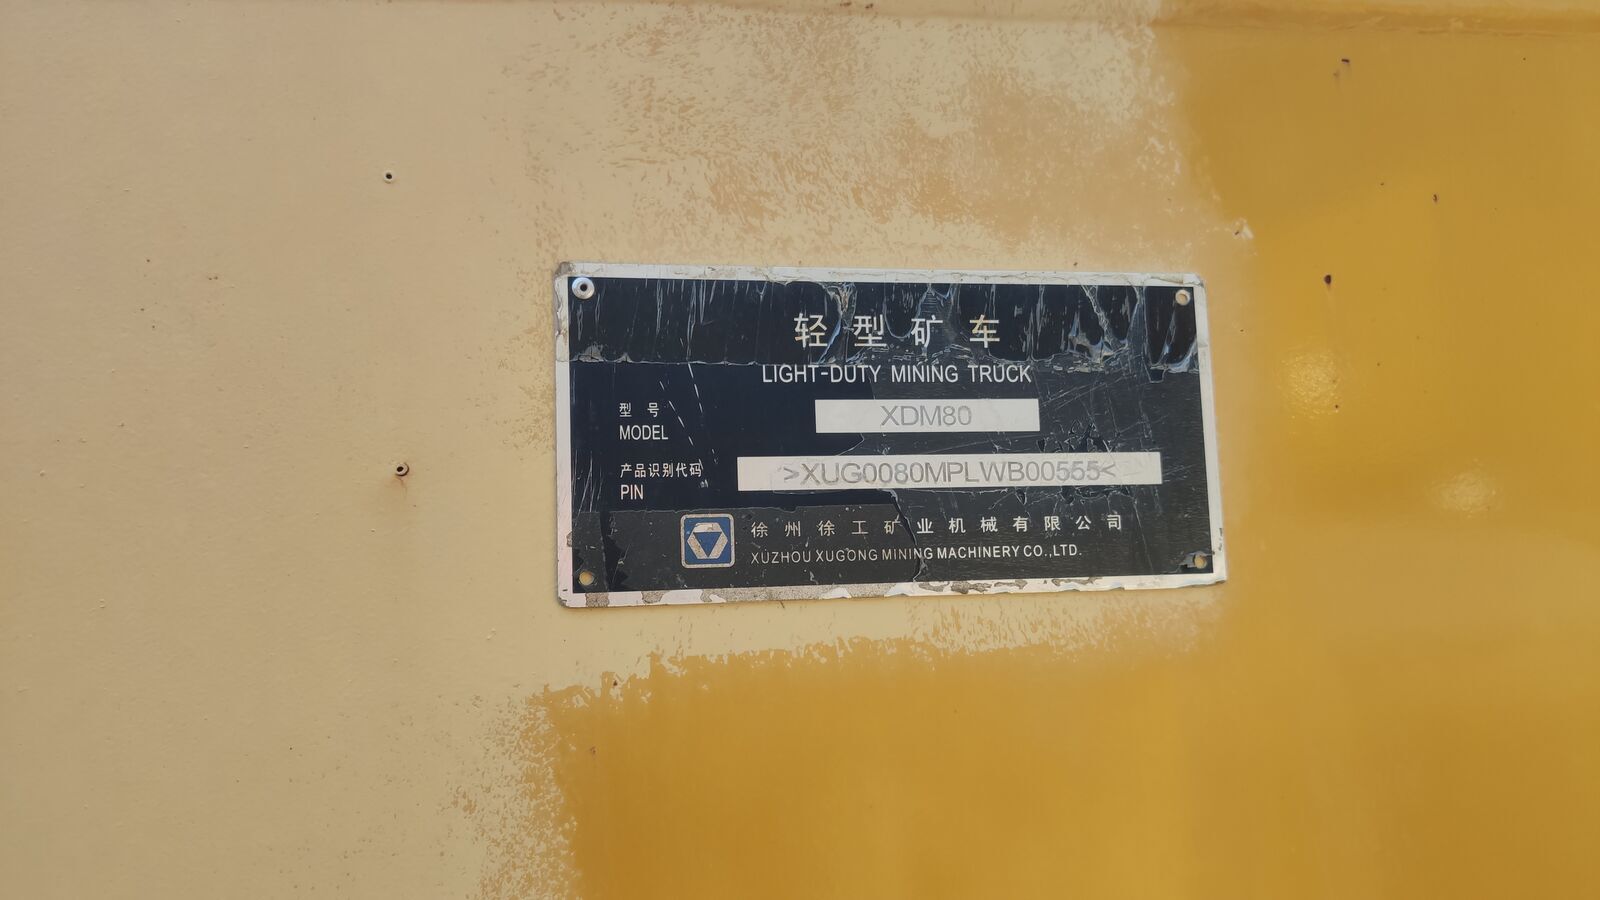 轻型矿车
LIGHT-DUTY MINING TRUCK
型号
MODEL
XDM80
产品识别代码
PIN
>XUG0080MPLWB00555<
徐州徐工矿业机械有限公司
XUZHOU XUGONG MINING MACHINERY CO.,LTD.